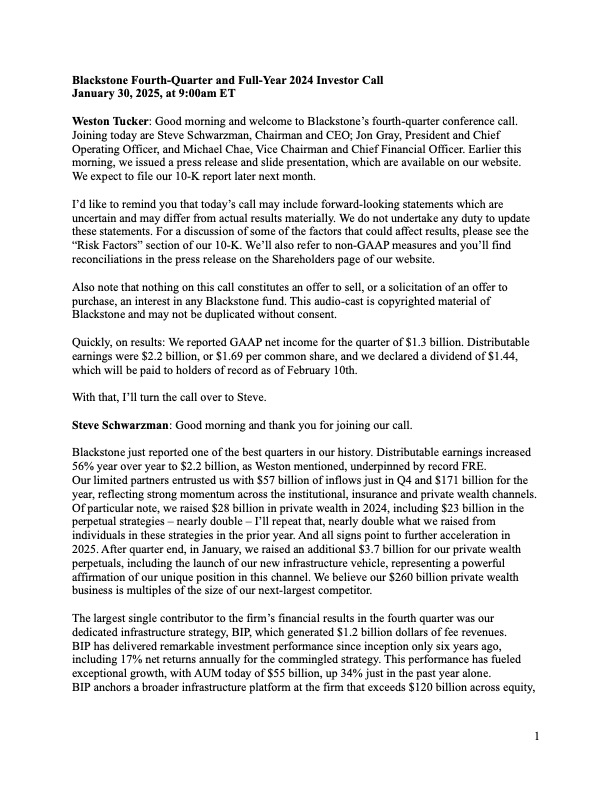 Blackstone Fourth-Quarter and Full-Year 2024 Investor Call
January 30, 2025, at 9:00am ET
Weston Tucker: Good morning and welcome to Blackstone’s fourth-quarter conference call.
Joining today are Steve Schwarzman, Chairman and CEO; Jon Gray, President and Chief
Operating Officer, and Michael Chae, Vice Chairman and Chief Financial Officer. Earlier this
morning, we issued a press release and slide presentation, which are available on our website.
We expect to file our 10-K report later next month.
I’d like to remind you that today’s call may include forward-looking statements which are
uncertain and may differ from actual results materially. We do not undertake any duty to update
these statements. For a discussion of some of the factors that could affect results, please see the
“Risk Factors” section of our 10-K. We’ll also refer to non-GAAP measures and you’ll find
reconciliations in the press release on the Shareholders page of our website.
Also note that nothing on this call constitutes an offer to sell, or a solicitation of an offer to
purchase, an interest in any Blackstone fund. This audio-cast is copyrighted material of
Blackstone and may not be duplicated without consent.
Quickly, on results: We reported GAAP net income for the quarter of $1.3 billion. Distributable
earnings were $2.2 billion, or $1.69 per common share, and we declared a dividend of $1.44,
which will be paid to holders of record as of February 10th.
With that, I’ll turn the call over to Steve.
Steve Schwarzman: Good morning and thank you for joining our call.
Blackstone just reported one of the best quarters in our history. Distributable earnings increased
56% year over year to $2.2 billion, as Weston mentioned, underpinned by record FRE.
Our limited partners entrusted us with $57 billion of inflows just in Q4 and $171 billion for the
year, reflecting strong momentum across the institutional, insurance and private wealth channels.
Of particular note, we raised $28 billion in private wealth in 2024, including $23 billion in the
perpetual strategies – nearly double – I’ll repeat that, nearly double what we raised from
individuals in these strategies in the prior year. And all signs point to further acceleration in
2025. After quarter end, in January, we raised an additional $3.7 billion for our private wealth
perpetuals, including the launch of our new infrastructure vehicle, representing a powerful
affirmation of our unique position in this channel. We believe our $260 billion private wealth
business is multiples of the size of our next-largest competitor.
The largest single contributor to the firm’s financial results in the fourth quarter was our
dedicated infrastructure strategy, BIP, which generated $1.2 billion dollars of fee revenues.
BIP has delivered remarkable investment performance since inception only six years ago,
including 17% net returns annually for the commingled strategy. This performance has fueled
exceptional growth, with AUM today of $55 billion, up 34% just in the past year alone.
BIP anchors a broader infrastructure platform at the firm that exceeds $120 billion across equity,
1